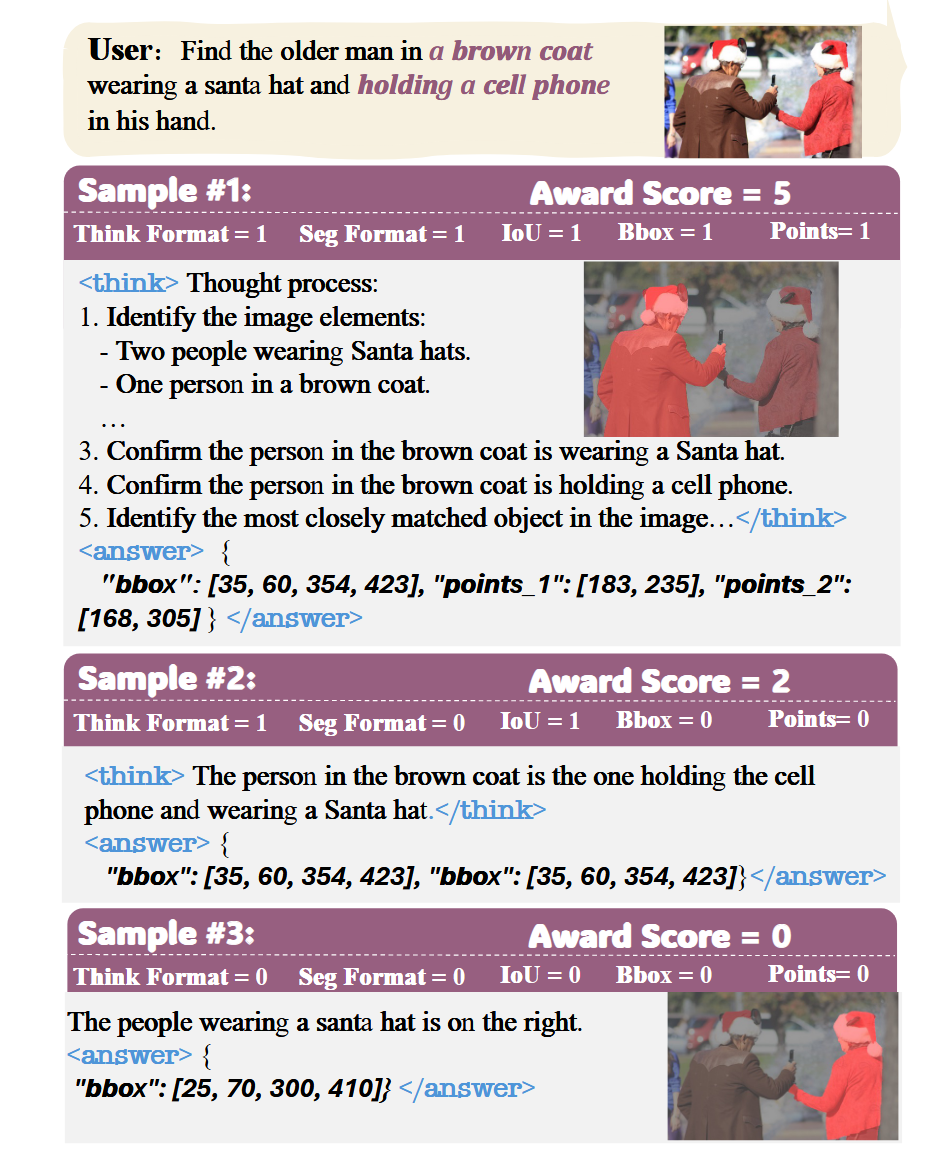 User: Find the older man in a brown coat
wearing a santa hat and holding a cell phone
in his hand.
Sample #1: Award Score = 5
Think Format = 1 Seg Format = 1 IoU = 1 Bbox = 1 Points= 1
<think> Thought process:
1. Identify the image elements:
- Two people wearing Santa hats.
- One person in a brown coat.
…
3. Confirm the person in the brown coat is wearing a Santa hat.
4. Confirm the person in the brown coat is holding a cell phone.
5. Identify the most closely matched object in the image…</think>
<answer> {
"bbox": [35, 60, 354, 423], "points_1": [183, 235], "points_2":
[168, 305] } </answer>
Sample #2: Award Score = 2
Think Format = 1 Seg Format = 0 IoU = 1 Bbox = 0 Points= 0
<think> The person in the brown coat is the one holding the cell
phone and wearing a Santa hat.</think>
<answer> {
"bbox": [35, 60, 354, 423], "bbox": [35, 60, 354, 423]}</answer>
Sample #3: Award Score = 0
Think Format = 0 Seg Format = 0 IoU = 0 Bbox = 0 Points= 0
The people wearing a santa hat is on the right.
<answer> {
"bbox": [25, 70, 300, 410]} </answer>